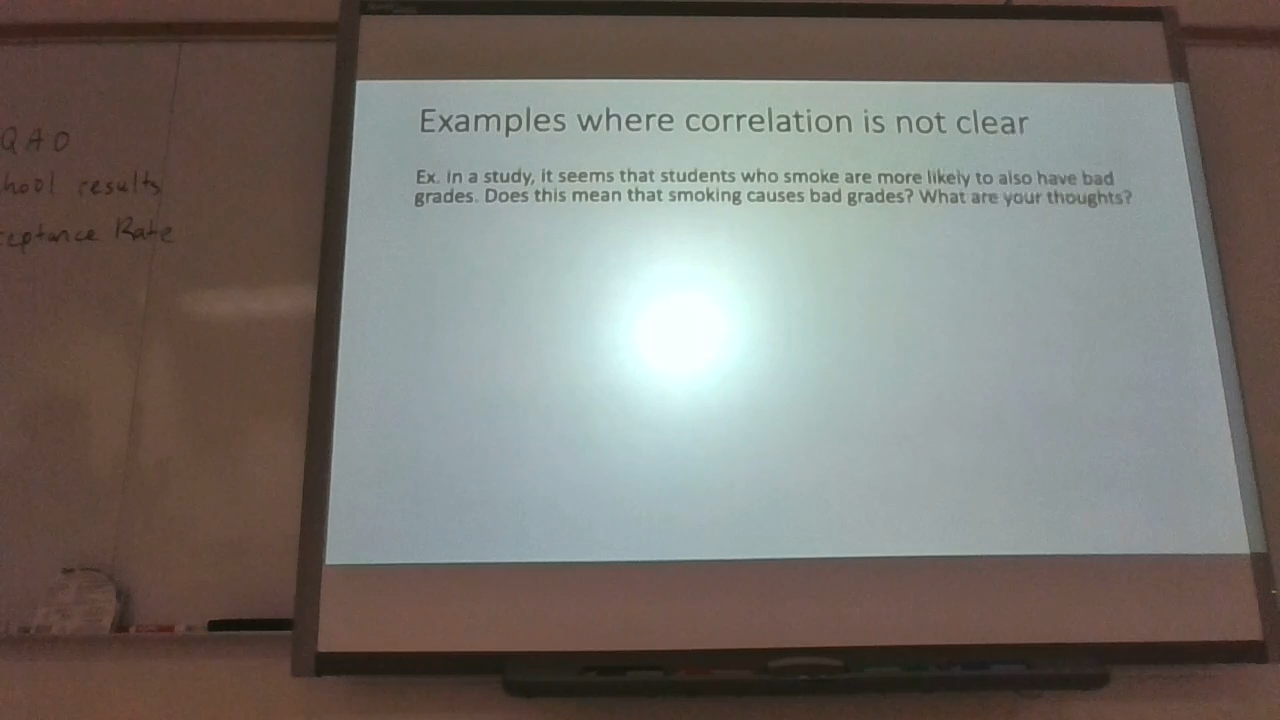 QAO
hool results
eptance Rate
Examples where correlation is not clear
Ex. In a study, it seems that students who smoke are more likely to also have bad
grades. Does this mean that smoking causes bad grades? What are your thoughts?